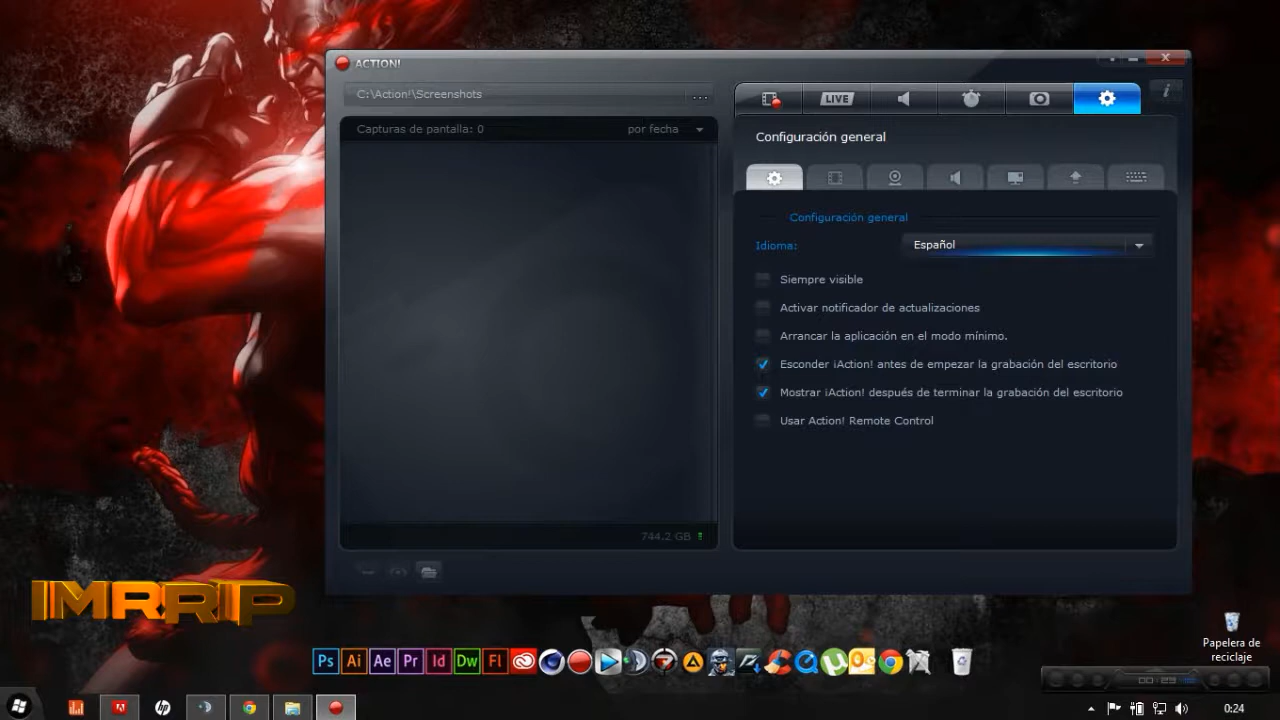 ACTION!
C:\Action!\Screenshots
...
LIVE
i
Capturas de pantalla: 0
por fecha
Configuración general
Configuración general
Idioma:
Español
Siempre visible
Activar notificador de actualizaciones
Arrancar la aplicación en el modo mínimo.
Esconder ¡Action! antes de empezar la grabación del escritorio
Mostrar ¡Action! después de terminar la grabación del escritorio
Usar Action! Remote Control
744.2 GB
IMRRIP
Papelera de
reciclaje
Ps Ai Ae Pr Id Dw Fl
00:23
hp
0:24